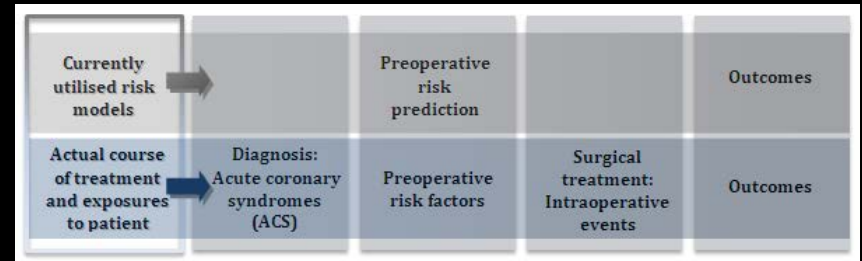 Currently
utilised risk
models
Preoperative
risk
prediction
Outcomes
Actual course
of treatment
and exposures
to patient
Diagnosis:
Acute coronary
syndromes
(ACS)
Preoperative
risk factors
Surgical
treatment:
Intraoperative
events
Outcomes